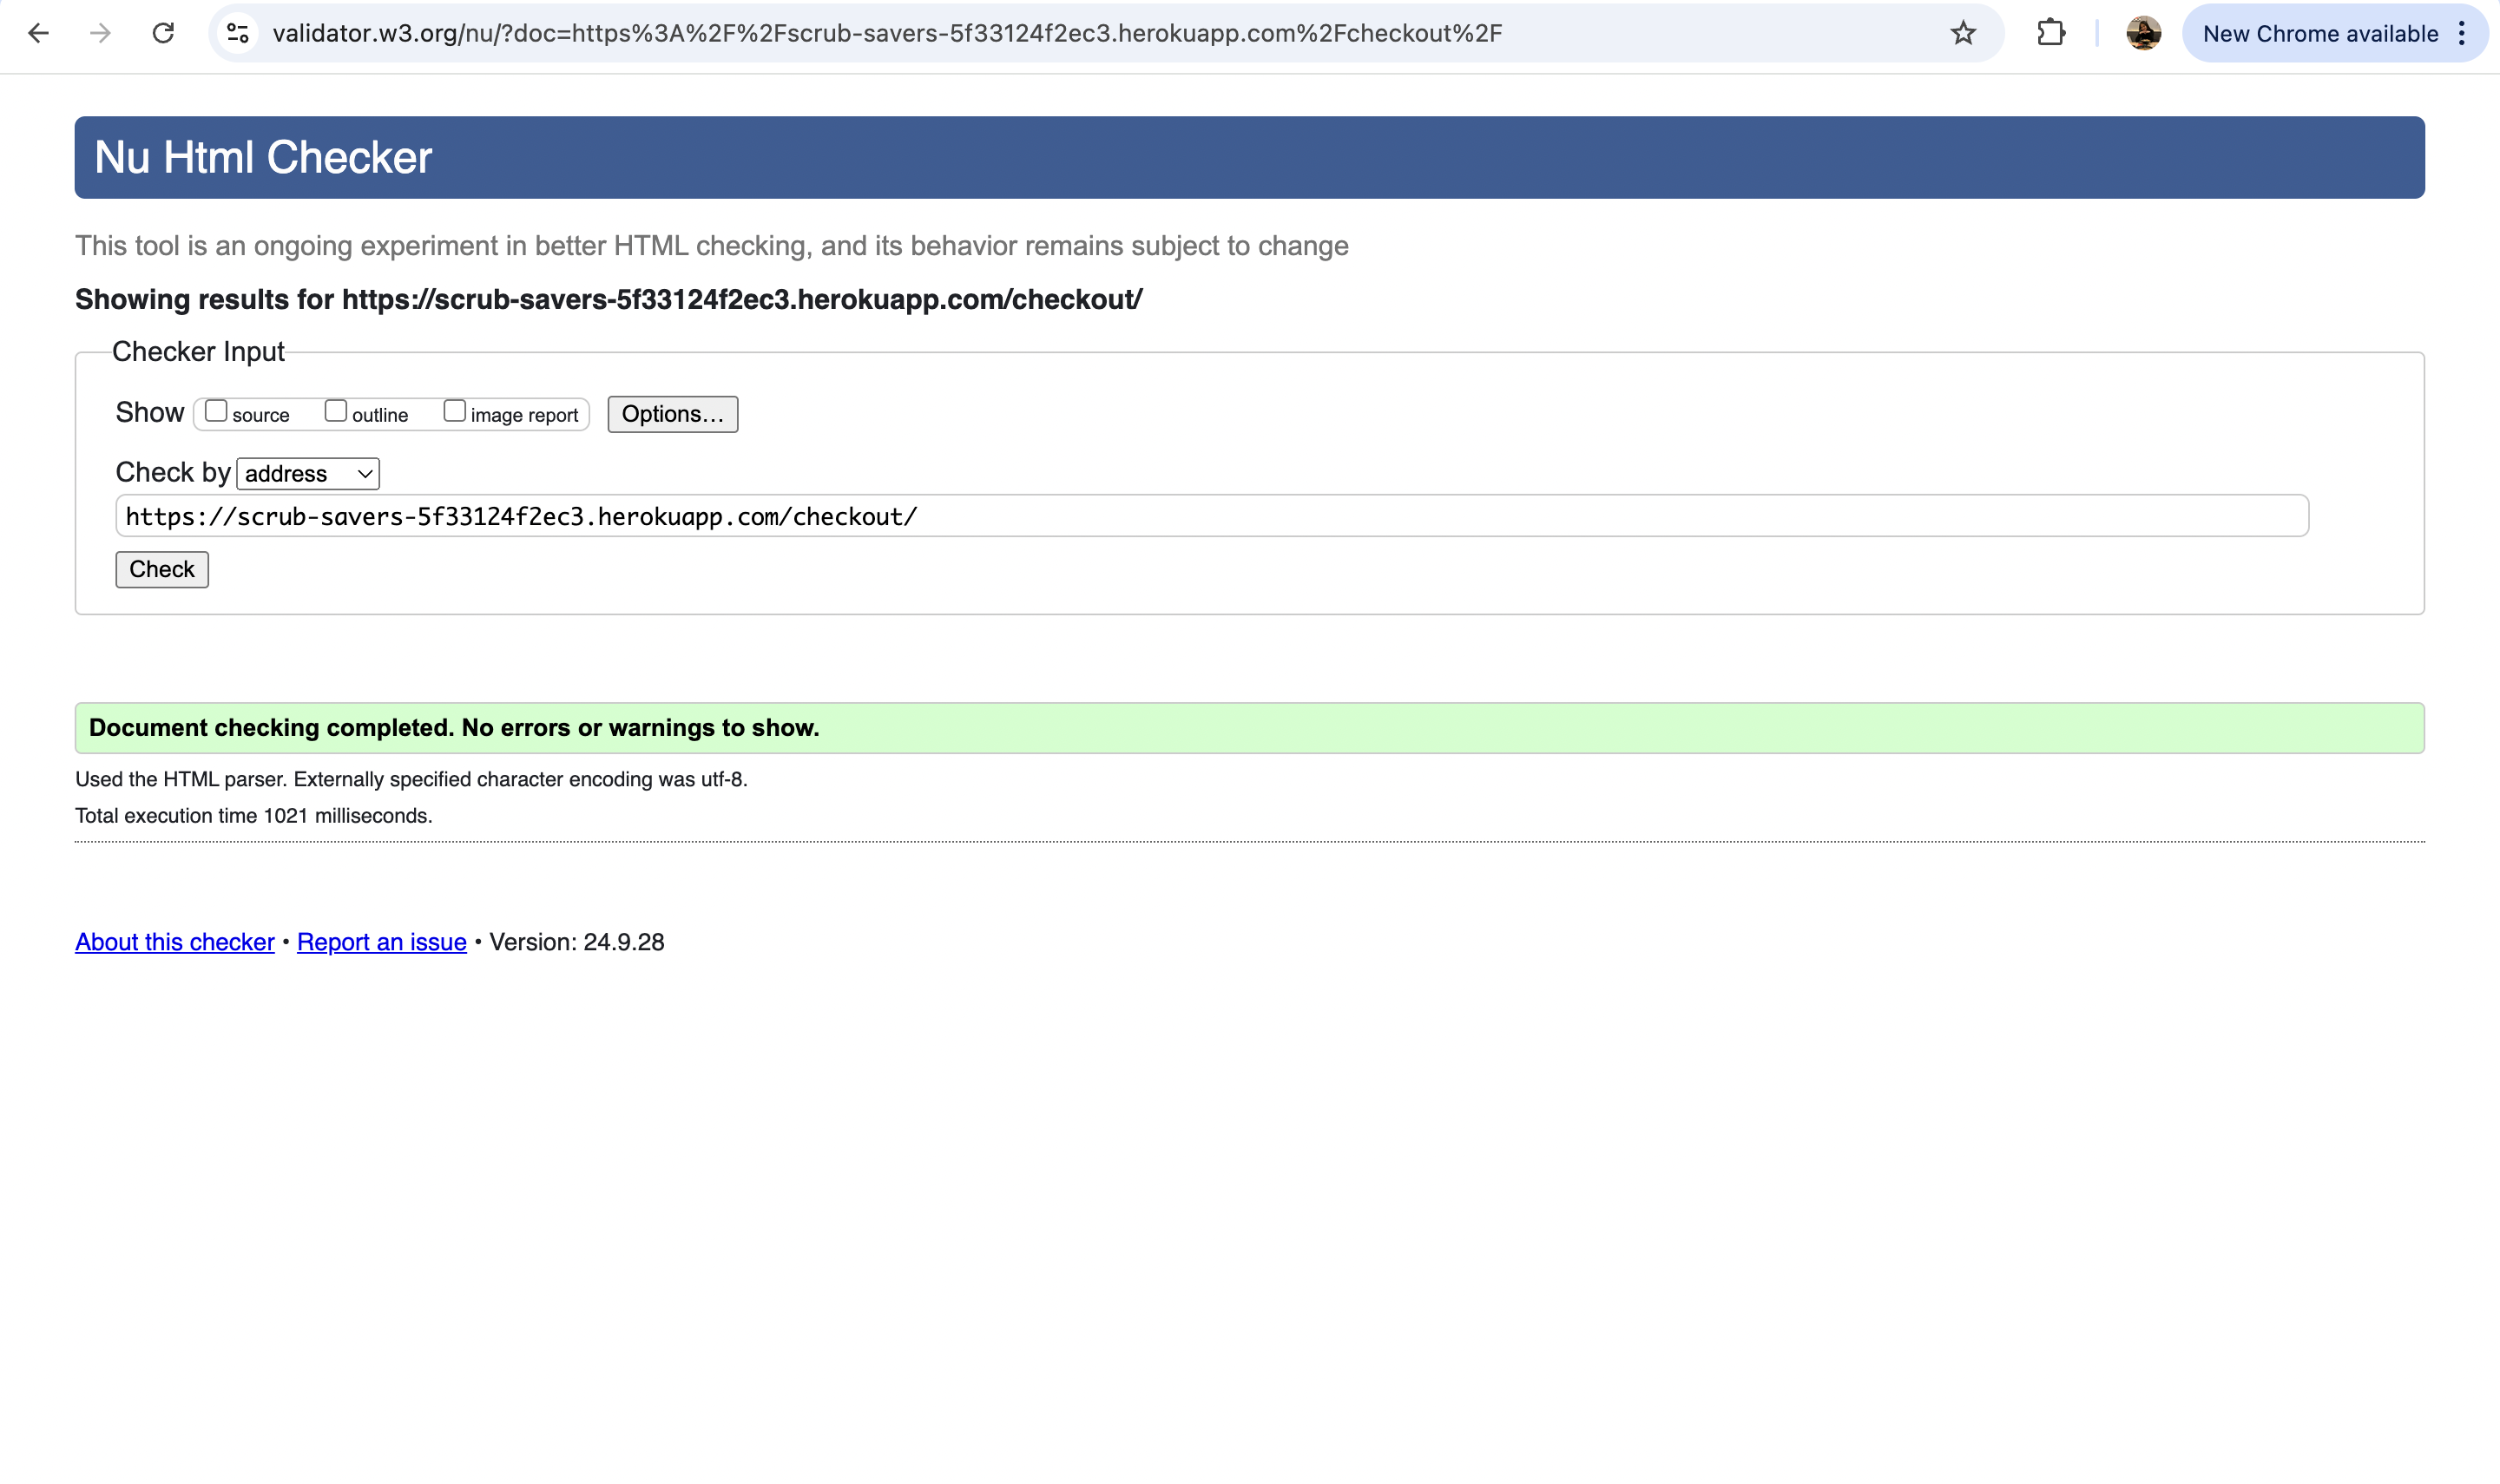 validator.w3.org/nu/?doc=https%3A%2F%2Fscrub-savers-5f33124f2ec3.herokuapp.com%2Fcheckout%2F
New Chrome available
Nu Html Checker
This tool is an ongoing experiment in better HTML checking, and its behavior remains subject to change
Showing results for https://scrub-savers-5f33124f2ec3.herokuapp.com/checkout/
Checker Input
Show source outline image report Options...
Check by address
https://scrub-savers-5f33124f2ec3.herokuapp.com/checkout/
Check
Document checking completed. No errors or warnings to show.
Used the HTML parser. Externally specified character encoding was utf-8.
Total execution time 1021 milliseconds.
About this checker • Report an issue • Version: 24.9.28